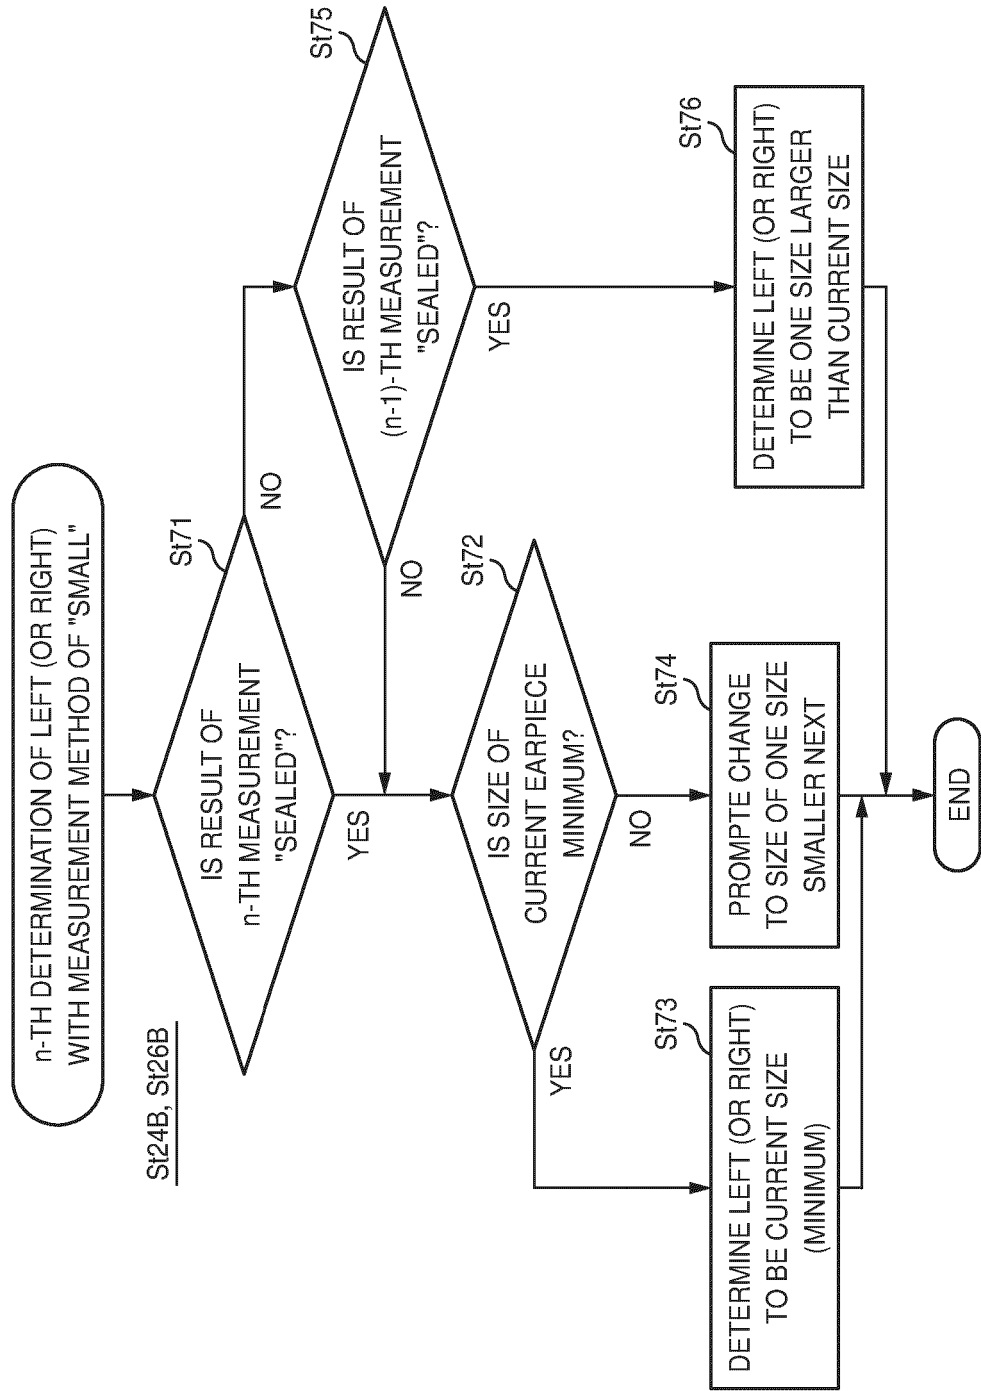 n-TH DETERMINATION OF LEFT (OR RIGHT)
WITH MEASUREMENT METHOD OF "SMALL"
St24B, St26B
St71
IS RESULT OF
n-TH MEASUREMENT
"SEALED"?
NO
YES
St75
IS RESULT OF
(n-1)-TH MEASUREMENT
"SEALED"?
NO
YES
St72
IS SIZE OF
CURRENT EARPIECE
MINIMUM?
YES
NO
St73
DETERMINE LEFT (OR RIGHT)
TO BE CURRENT SIZE
(MINIMUM)
St74
PROMPTE CHANGE
TO SIZE OF ONE SIZE
SMALLER NEXT
St76
DETERMINE LEFT (OR RIGHT)
TO BE ONE SIZE LARGER
THAN CURRENT SIZE
END